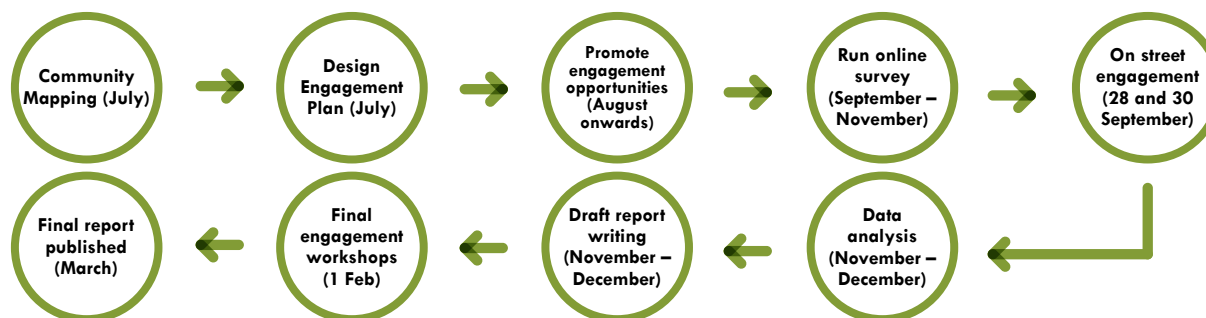 Community
Mapping (July)
Design
Engagement
Plan (July)
Promote
engagement
opportunities
(August
onwards)
Run online
survey
(September –
November)
On street
engagement
(28 and 30
September)
Data
analysis
(November –
December)
Draft report
writing
(November –
December)
Final
engagement
workshops
(1 Feb)
Final report
published
(March)